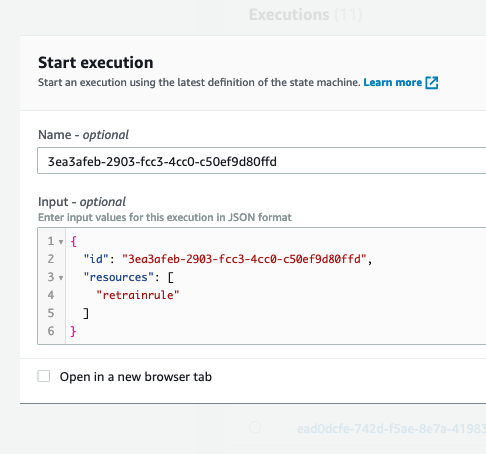 Executions (11)
Start execution
Start an execution using the latest definition of the state machine. Learn more
Name - optional
3ea3afeb-2903-fcc3-4cc0-c50ef9d80ffd
Input - optional
Enter input values for this execution in JSON format
1 {
2 "id": "3ea3afeb-2903-fcc3-4cc0-c50ef9d80ffd",
3 "resources": [
4 "retrainrule"
5 ]
6 }
Open in a new browser tab
ead0dcfe-742d-f5ae-8e7a-41983